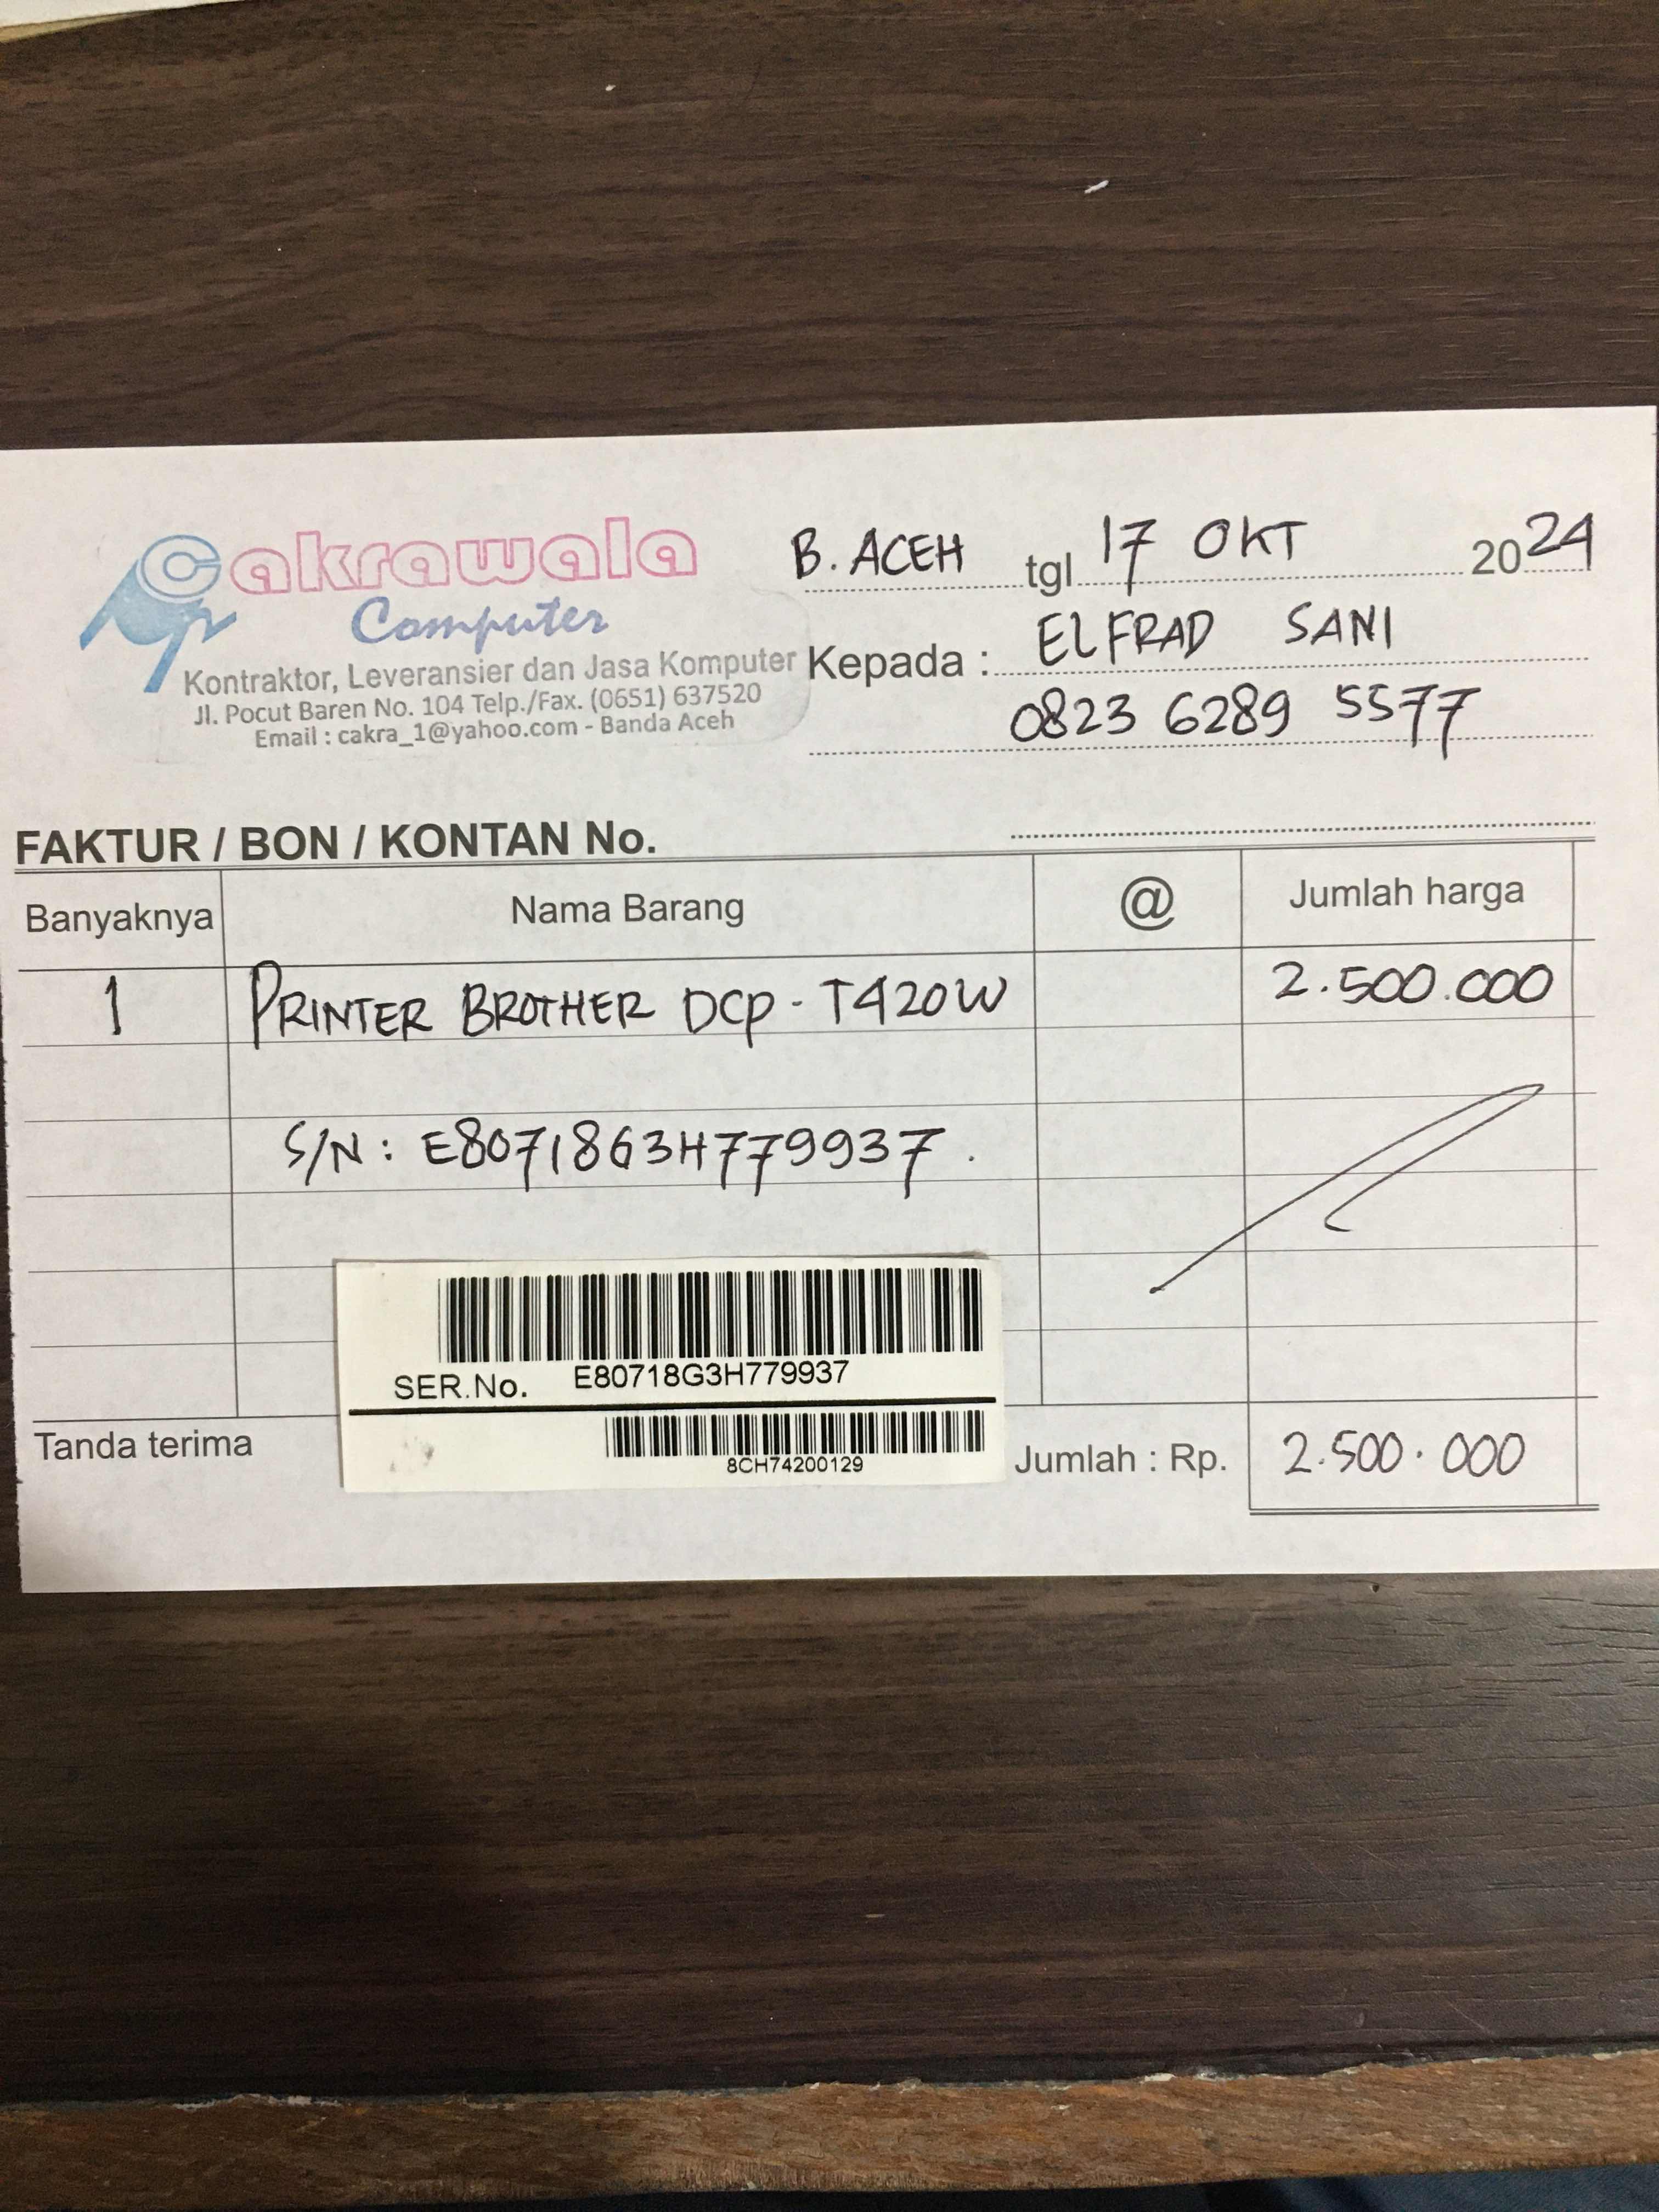 Cakrawala
Computer
Kontraktor, Leveransier dan Jasa Komputer
Jl. Pocut Baren No. 104 Telp./Fax. (0651) 637520
Email : cakra_1@yahoo.com - Banda Aceh
B. ACEH tgl 17 OKT 2024
Kepada : ELFRAD SANI
0823 6289 5577
FAKTUR / BON / KONTAN No.
Banyaknya Nama Barang @ Jumlah harga
1 PRINTER BROTHER DCP - T420W 2.500.000
S/N : E80718G3H779937 .
SER.No. E80718G3H779937
8CH74200129
Tanda terima Jumlah : Rp. 2.500.000